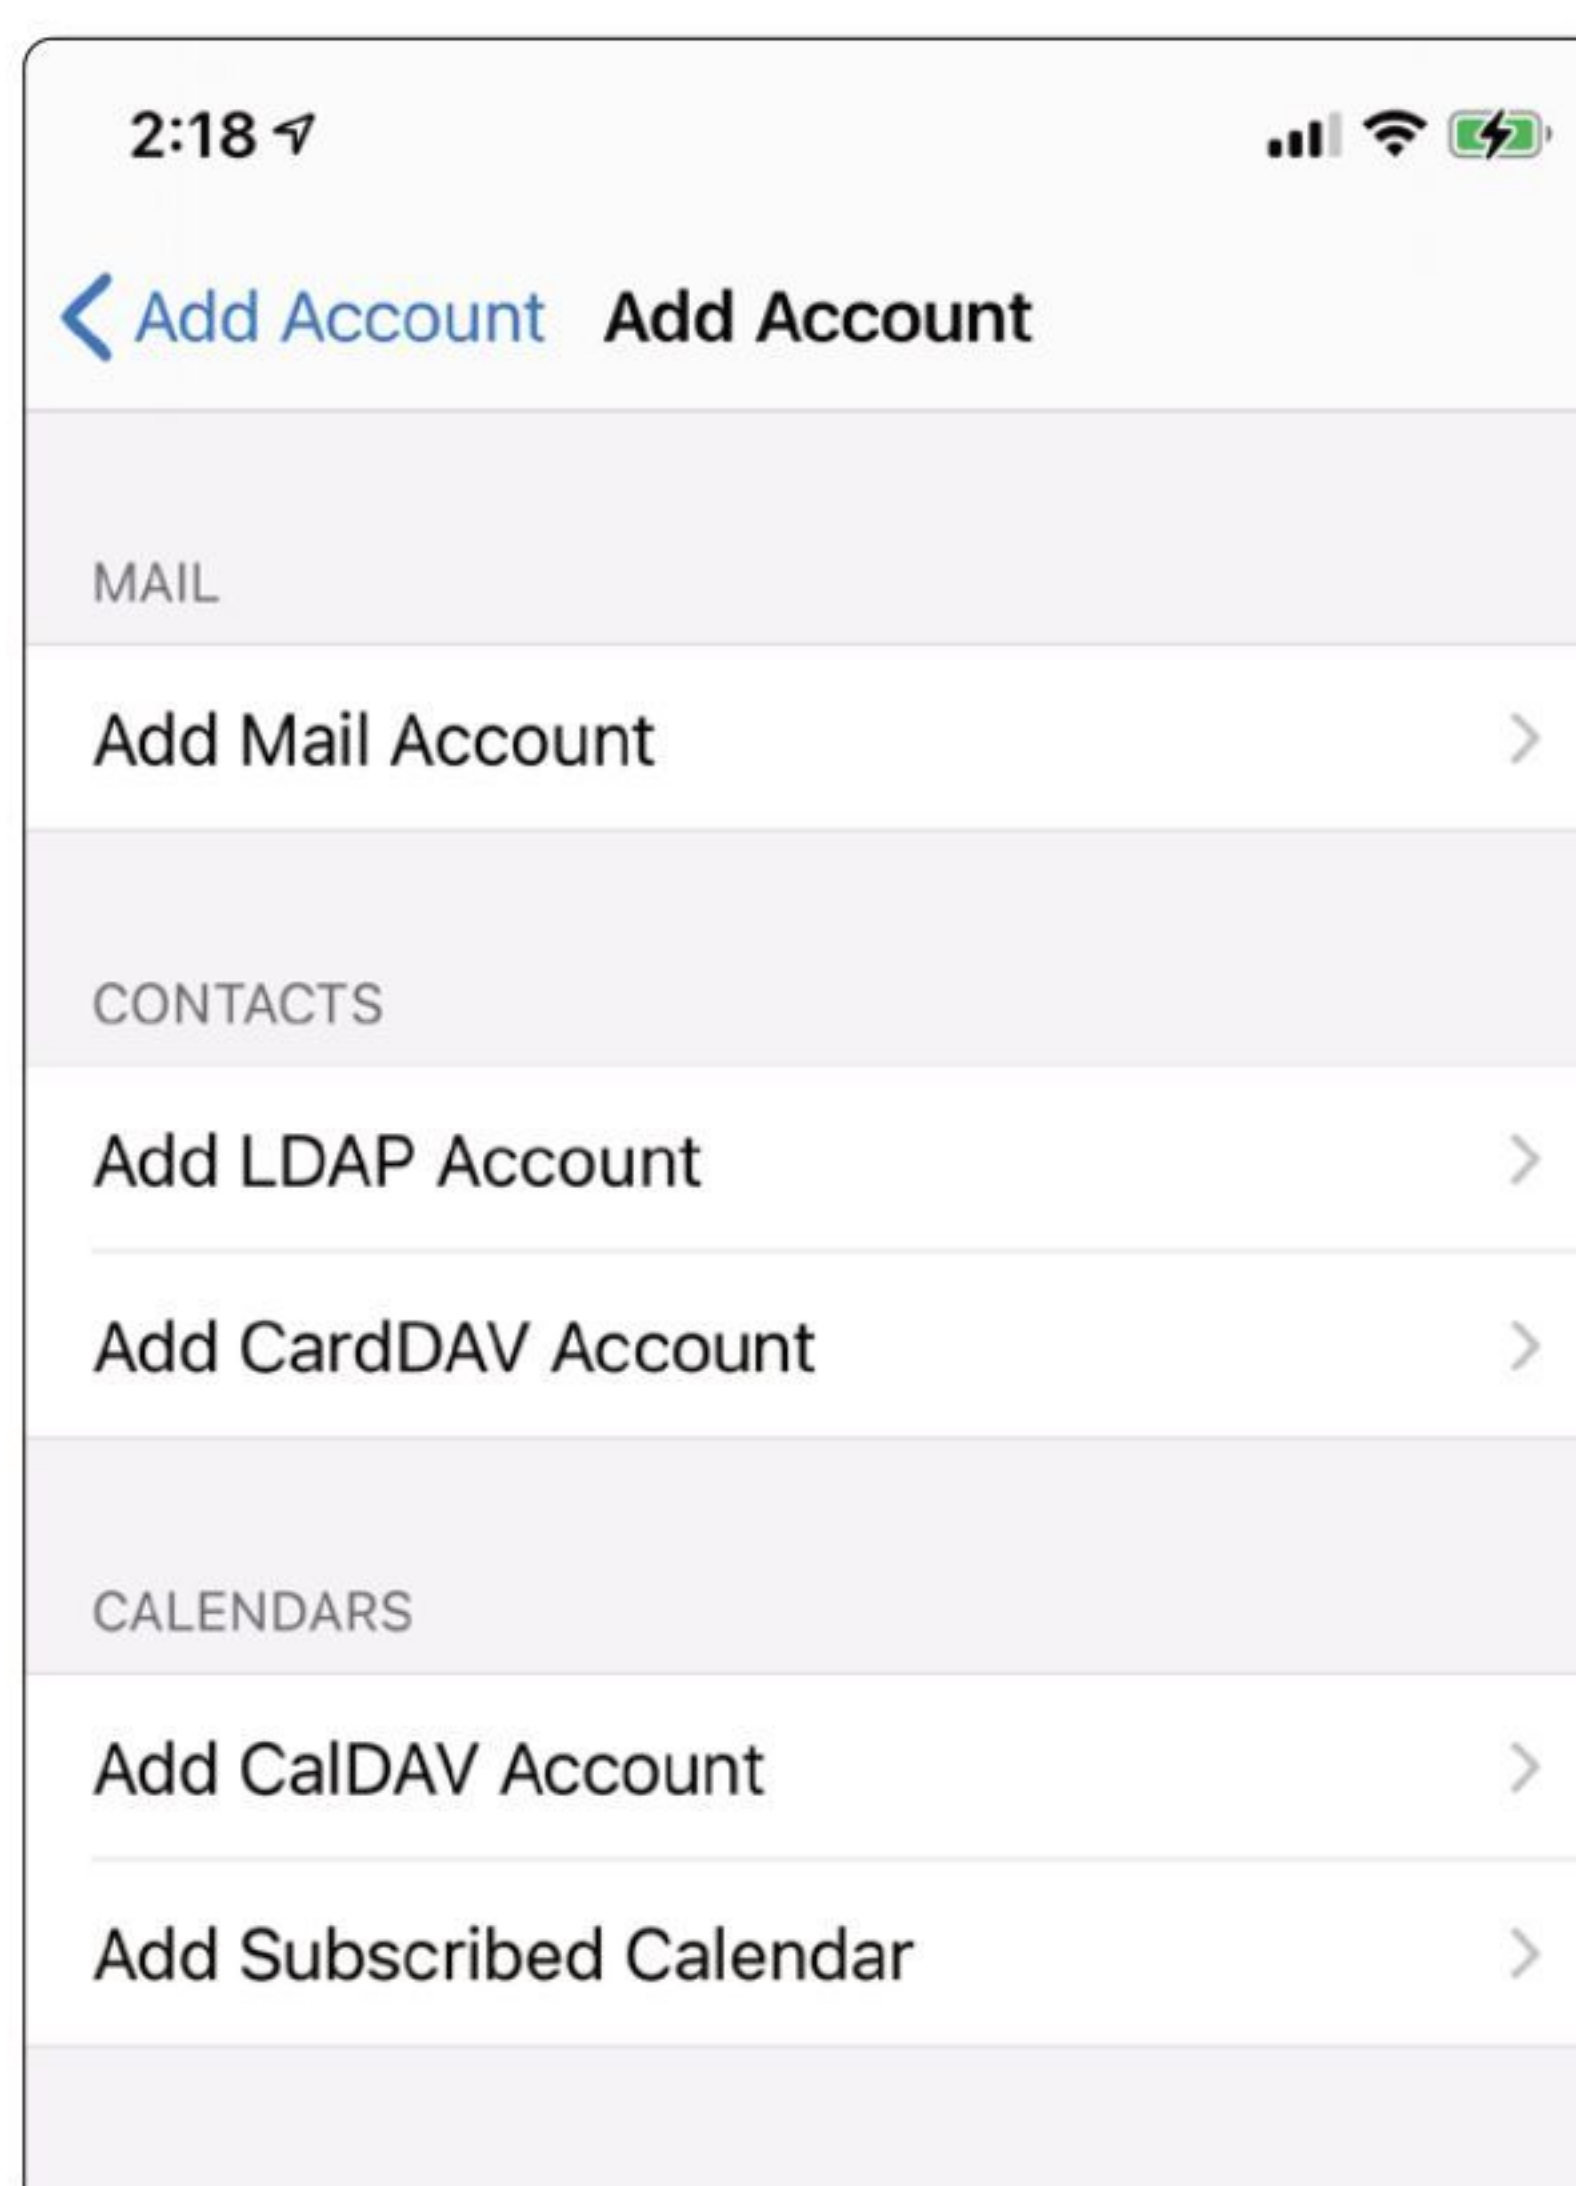 2:18
Add Account Add Account
MAIL
Add Mail Account
CONTACTS
Add LDAP Account
Add CardDAV Account
CALENDARS
Add CalDAV Account
Add Subscribed Calendar